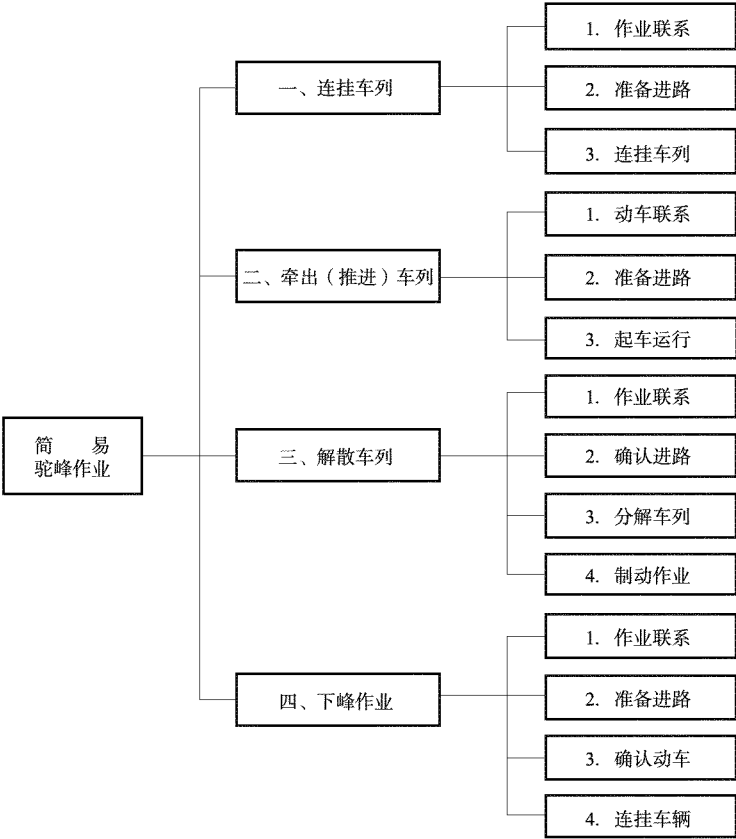 简　易
驼峰作业
一、连挂车列
1. 作业联系
2. 准备进路
3. 连挂车列
二、牵出（推进）车列
1. 动车联系
2. 准备进路
3. 起车运行
三、解散车列
1. 作业联系
2. 确认进路
3. 分解车列
4. 制动作业
四、下峰作业
1. 作业联系
2. 准备进路
3. 确认动车
4. 连挂车辆